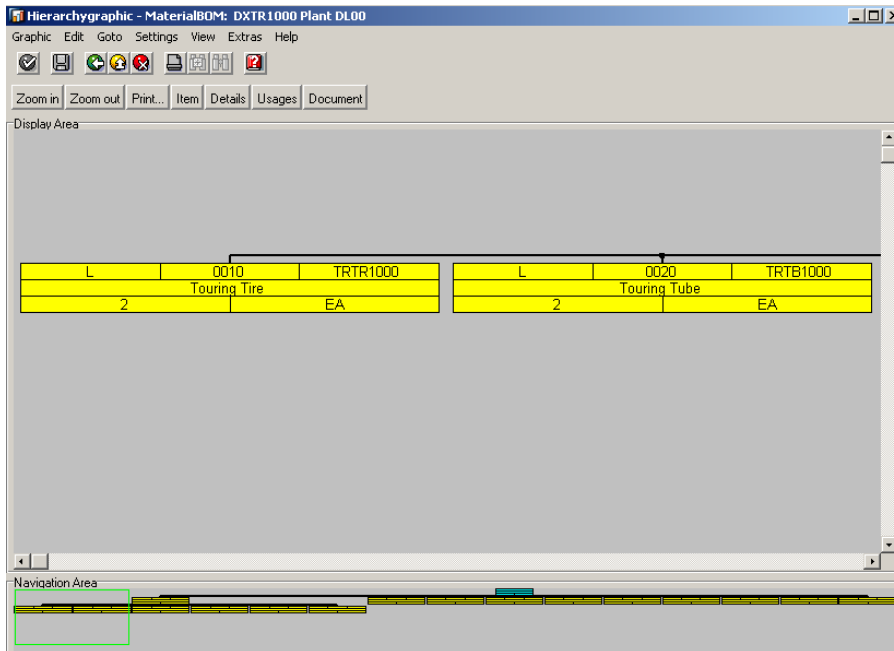 Hierarchygraphic - MaterialBOM: DXTR1000 Plant DL00
Graphic Edit Goto Settings View Extras Help
Zoom in Zoom out Print... Item Details Usages Document
Display Area
L 0010 TRTR1000 L 0020 TRTB1000
Touring Tire Touring Tube
2 EA 2 EA
Navigation Area